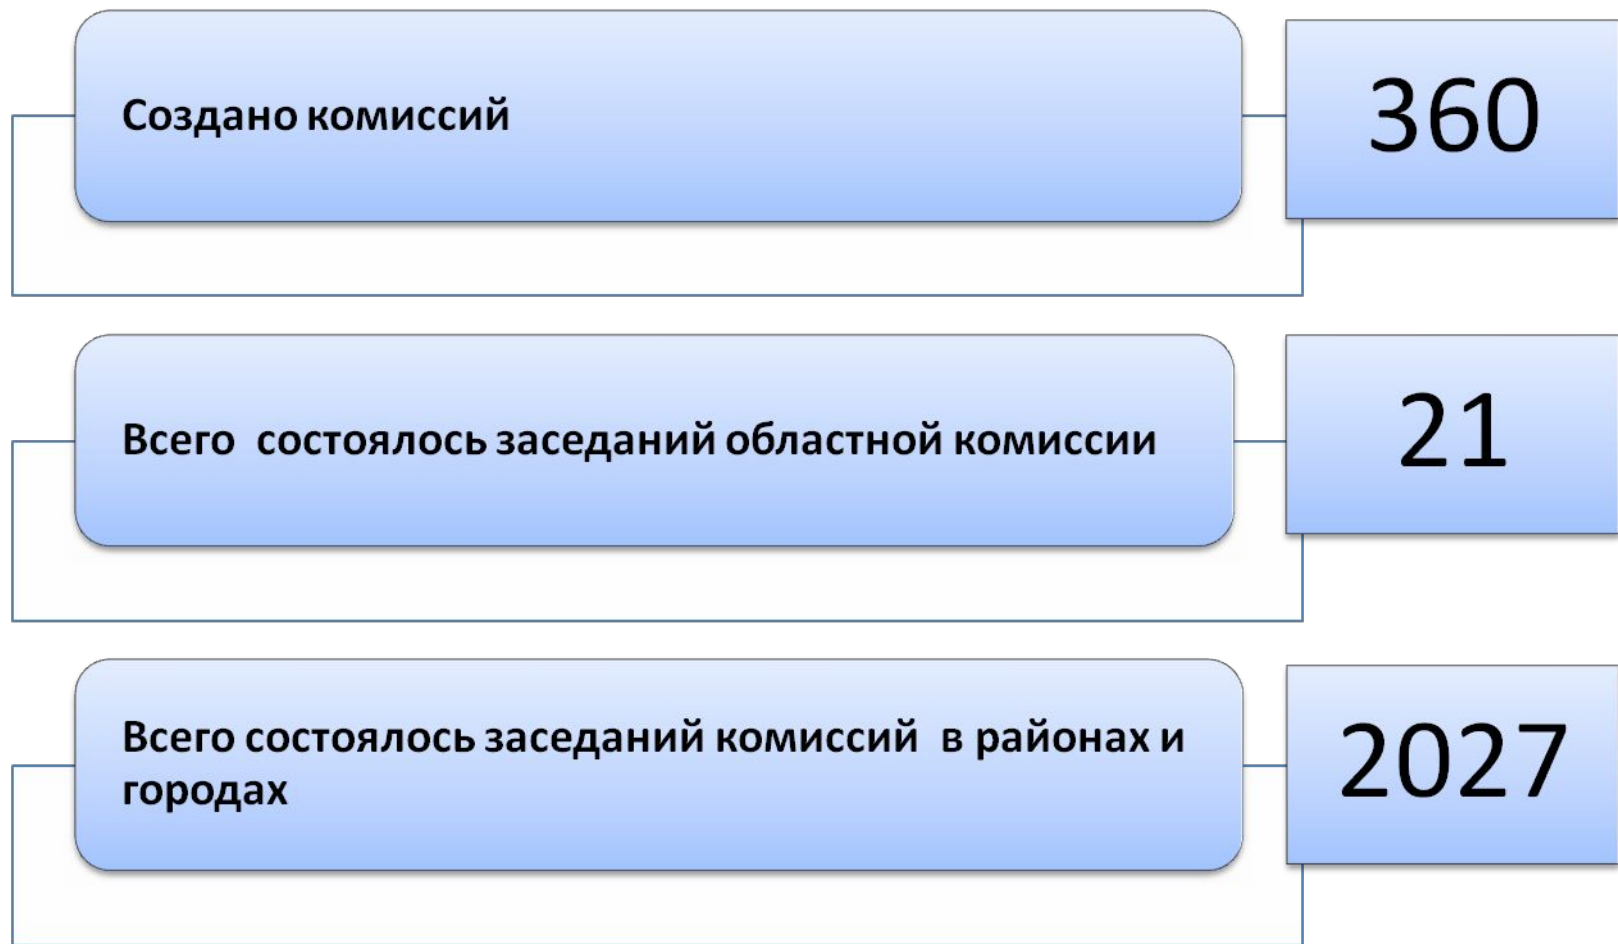 Создано комиссий
360
Всего состоялось заседаний областной комиссии
21
Всего состоялось заседаний комиссий в районах и
городах
2027